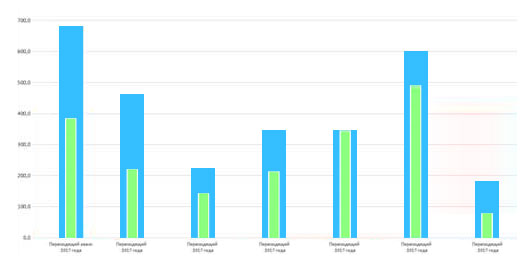 700,0
600,0
500,0
400,0
300,0
200,0
100,0
0,0
Переходящий
2017 года
Переходящий
2017 года
Переходящий
2017 года
Переходящий
2017 года
Переходящий
2017 года
Переходящий
2017 года
Переходящий
2017 года